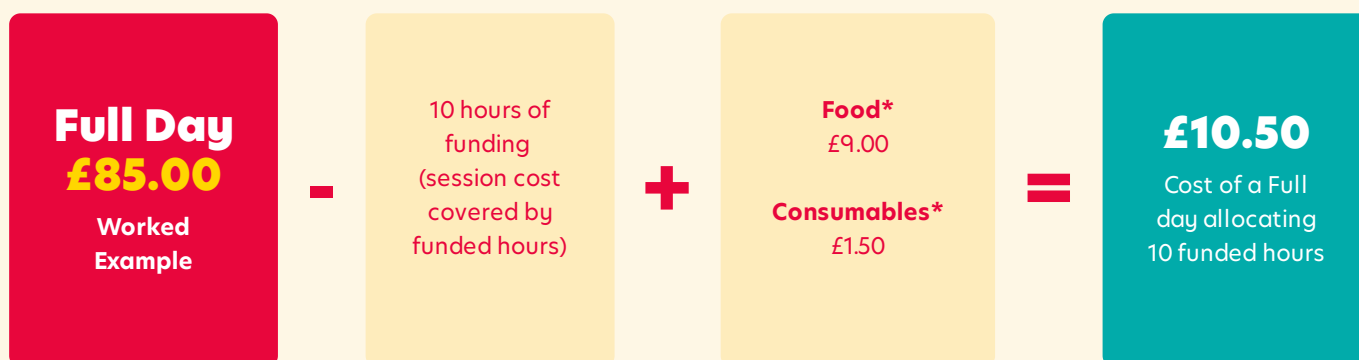 Full Day
£85.00
Worked
Example
-
10 hours of
funding
(session cost
covered by
funded hours)
+
Food*
£9.00
Consumables*
£1.50
=
£10.50
Cost of a Full
day allocating
10 funded hours